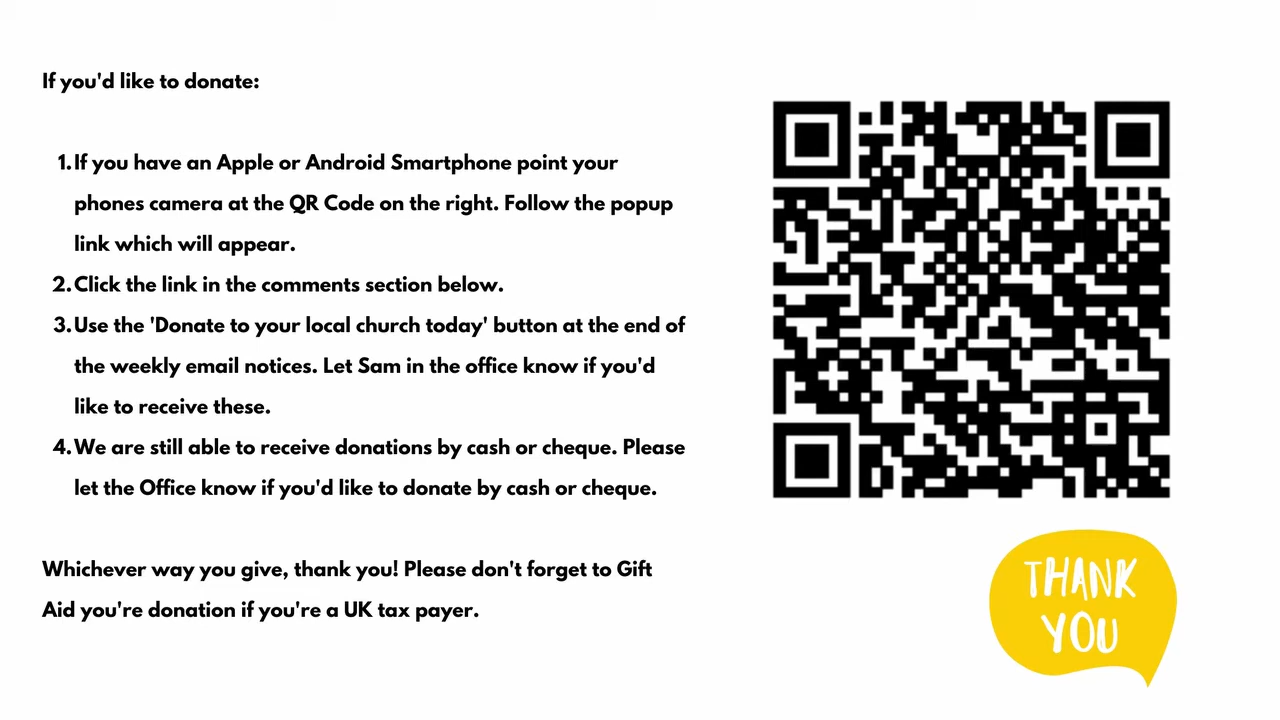 If you'd like to donate:
1. If you have an Apple or Android Smartphone point your
phones camera at the QR Code on the right. Follow the popup
link which will appear.
2. Click the link in the comments section below.
3. Use the 'Donate to your local church today' button at the end of
the weekly email notices. Let Sam in the office know if you'd
like to receive these.
4. We are still able to receive donations by cash or cheque. Please
let the Office know if you'd like to donate by cash or cheque.
Whichever way you give, thank you! Please don't forget to Gift
Aid you're donation if you're a UK tax payer.
THANK
YOU